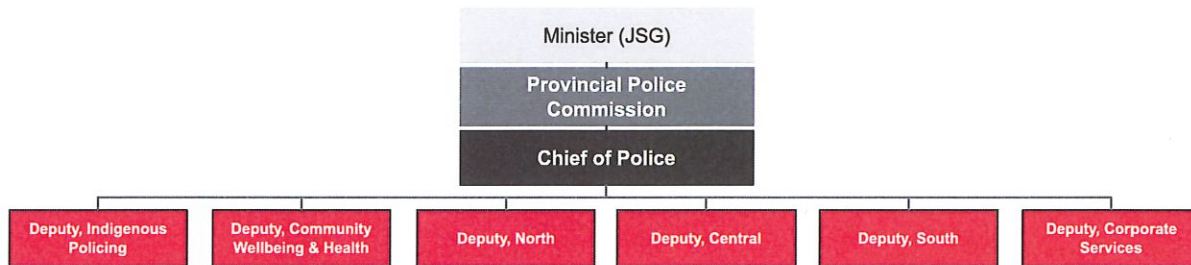 Minister (JSG)
Provincial Police
Commission
Chief of Police
Deputy, Indigenous
Policing
Deputy, Community
Wellbeing & Health
Deputy, North
Deputy, Central
Deputy, South
Deputy, Corporate
Services